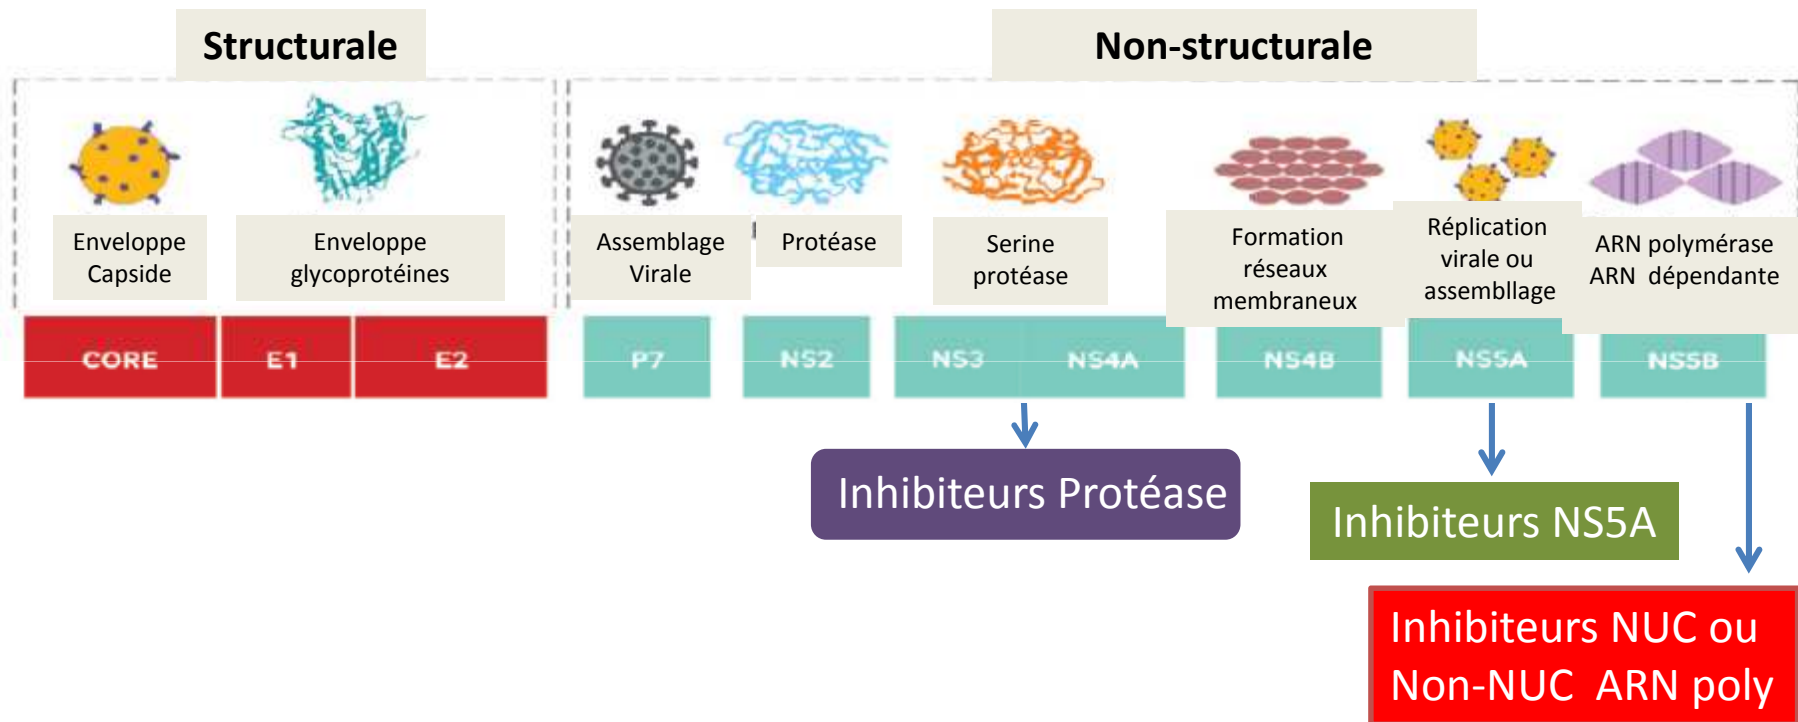 Structurale
Non-structurale
Enveloppe
Capside
Enveloppe
glycoprotéines
Assemblage
Virale
Protéase
Serine
protéase
Formation
réseaux
membraneux
Réplication
virale ou
assembllage
ARN polymérase
ARN dépendante
CORE
E1
E2
P7
NS2
NS3
NS4A
NS4B
NS5A
NS5B
Inhibiteurs Protéase
Inhibiteurs NS5A
Inhibiteurs NUC ou
Non-NUC ARN poly